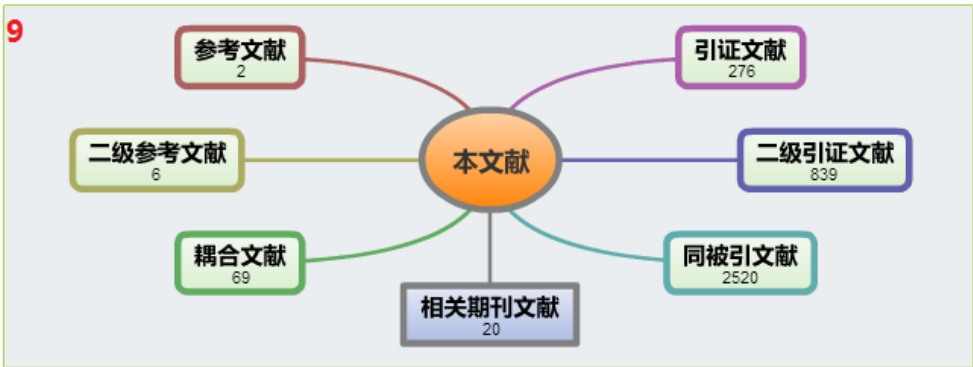 9
参考文献
2
引证文献
276
二级参考文献
6
本文献
二级引证文献
839
耦合文献
69
同被引文献
2520
相关期刊文献
20